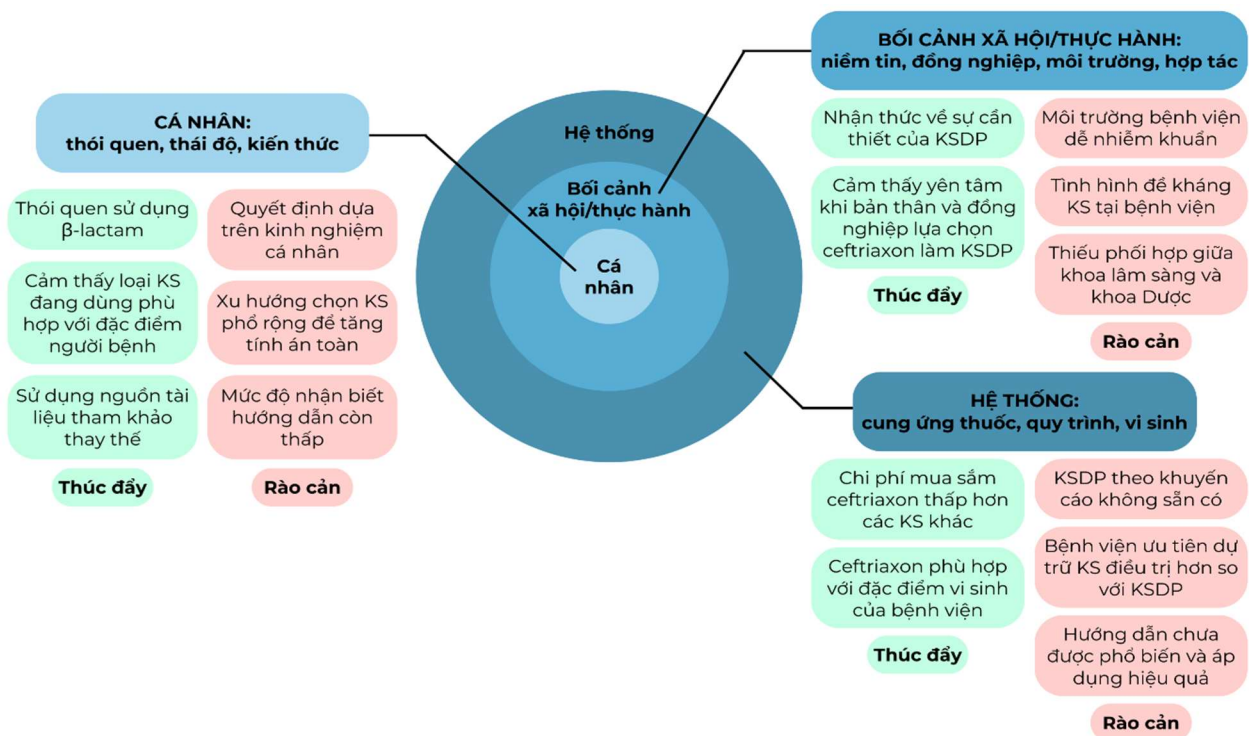 CÁ NHÂN:
thói quen, thái độ, kiến thức
Thói quen sử dụng
β-lactam
Cảm thấy loại KS
đang dùng phù
hợp với đặc điểm
người bệnh
Sử dụng nguồn tài
liệu tham khảo
thay thế
Thúc đẩy
Quyết định dựa
trên kinh nghiệm
cá nhân
Xu hướng chọn KS
phổ rộng để tăng
tính án toàn
Mức độ nhận biết
hướng dẫn còn
thấp
Rào cản
Hệ thống
Bối cảnh
xã hội/thực hành
Cá
nhân
BỐI CẢNH XÃ HỘI/THỰC HÀNH:
niềm tin, đồng nghiệp, môi trường, hợp tác
Nhận thức về sự cần
thiết của KSDP
Cảm thấy yên tâm
khi bản thân và đồng
nghiệp lựa chọn
ceftriaxon làm KSDP
Thúc đẩy
Môi trường bệnh viện
dễ nhiễm khuẩn
Tình hình đề kháng
KS tại bệnh viện
Thiếu phối hợp giữa
khoa lâm sàng và
khoa Dược
Rào cản
HỆ THỐNG:
cung ứng thuốc, quy trình, vi sinh
Chi phí mua sắm
ceftriaxon thấp hơn
các KS khác
Ceftriaxon phù hợp
với đặc điểm vi sinh
của bệnh viện
Thúc đẩy
KSDP theo khuyến
cáo không sẵn có
Bệnh viện ưu tiên dự
trữ KS điều trị hơn so
với KSDP
Hướng dẫn chưa
được phổ biến và áp
dụng hiệu quả
Rào cản